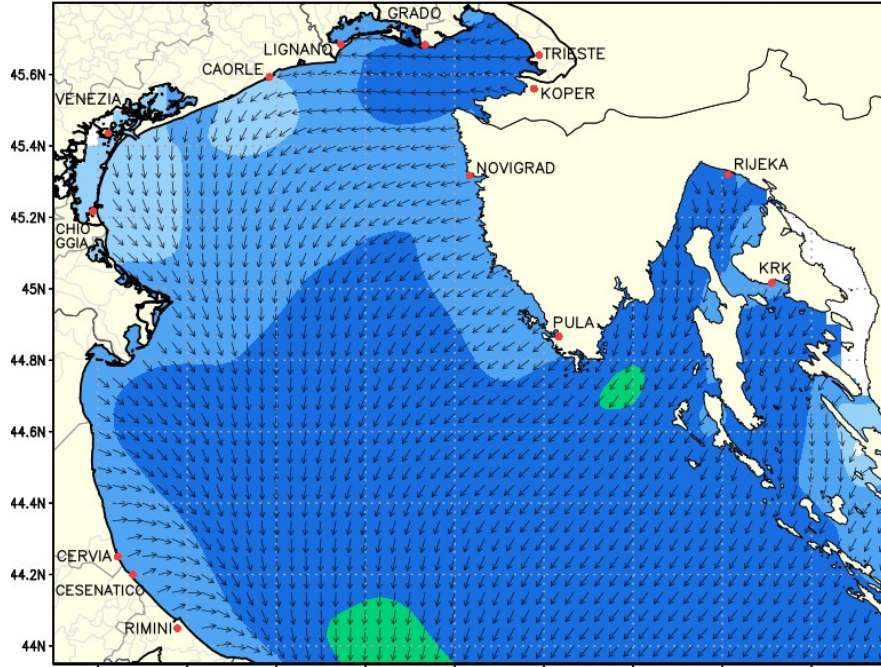 GRADO
LIGNANO
TRIESTE
CAORLE
45.6N
KOPER
VENEZIA
45.4N
NOVIGRAD
RIJEKA
45.2N
CHIO
GGIA
KRK
45N
PULA
44.8N
44.6N
44.4N
CERVIA
44.2N
CESENATICO
RIMINI
44N